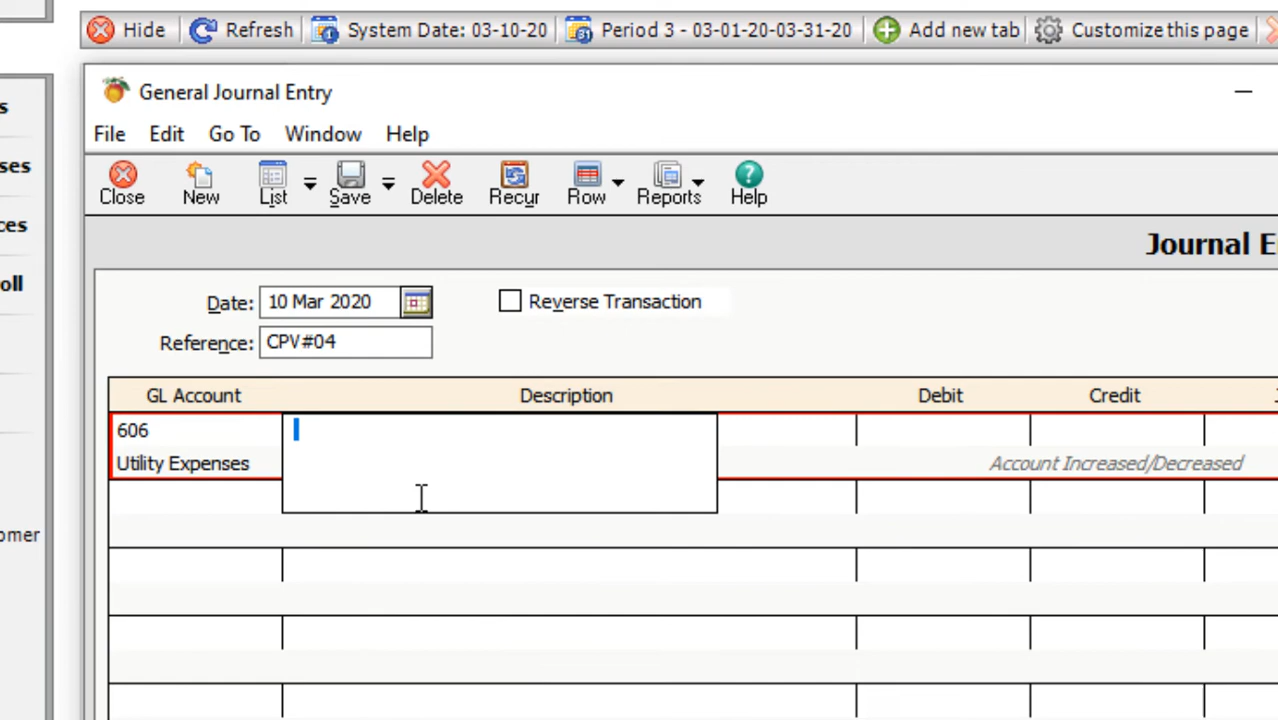 Hide Refresh System Date: 03-10-20 Period 3 - 03-01-20-03-31-20 Add new tab Customize this page
General Journal Entry
File Edit Go To Window Help
Close New List Save Delete Recur Row Reports Help
Journal E
Date: 10 Mar 2020 Reverse Transaction
Reference: CPV#04
GL Account Description Debit Credit
606
Utility Expenses Account Increased/Decreased
s
ses
ces
oll
omer